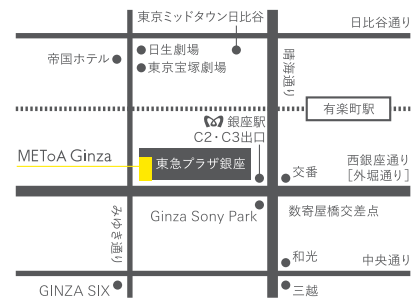 東京ミッドタウン日比谷
日比谷通り
日生劇場
帝国ホテル
東京宝塚劇場
晴海通り
有楽町駅
銀座駅
C2・C3出口
METoA Ginza
東急プラザ銀座
交番
西銀座通り
[外堀通り]
みゆき通り
Ginza Sony Park
数寄屋橋交差点
和光
中央通り
GINZA SIX
三越